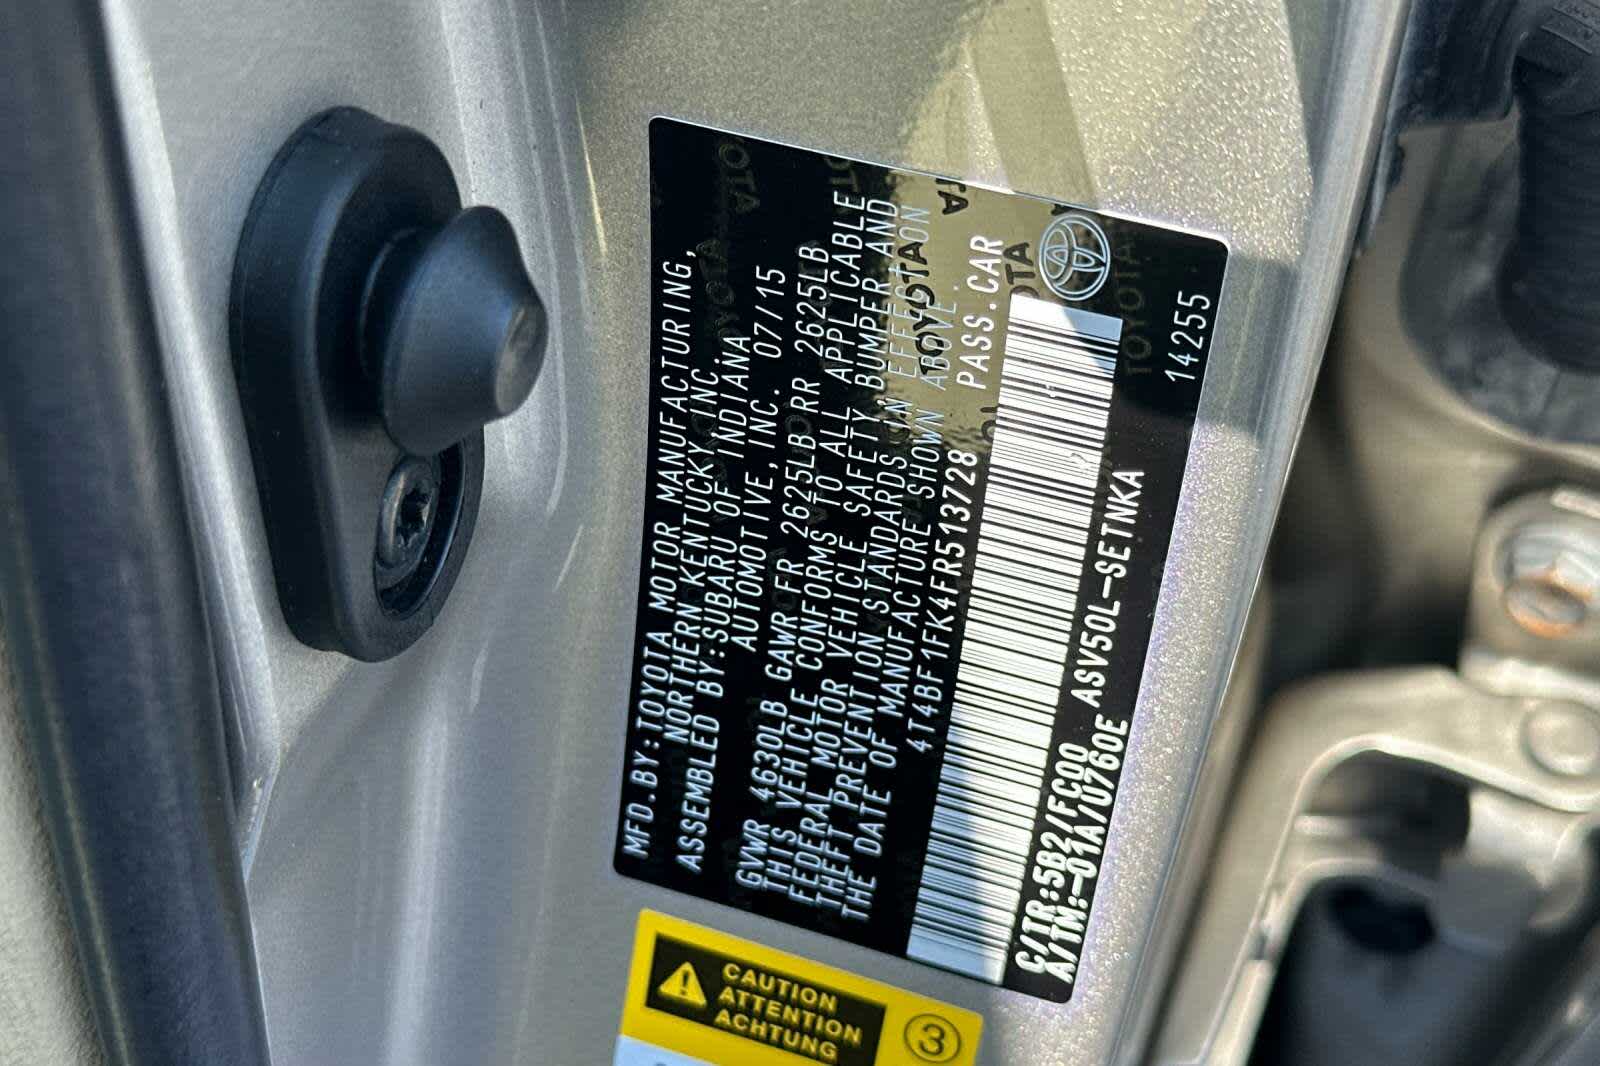 MFD.BY:TOYOTA MOTOR MANUFACTURING,
NORTHERN KENTUCKY,INC.
ASSEMBLED BY:SUBARU OF INDIANA
AUTOMOTIVE,INC. 07/15
GVWR 4630LB GAWR FR 2625LB RR 2625LB
THIS VEHICLE CONFORMS TO ALL APPLICABLE
FEDERAL MOTOR VEHICLE SAFETY,BUMPER AND
THEFT PREVENTION STANDARDS IN EFFECT ON
THE DATE OF MANUFACTURE SHOWN ABOVE.
4T4BF1FK4FR513728 PASS.CAR
C/TR:5B2/FC00 ASV50L-SETNKA
A/TM:-01A/U760E 14255
TOYOTA
CAUTION
ATTENTION
ACHTUNG
3